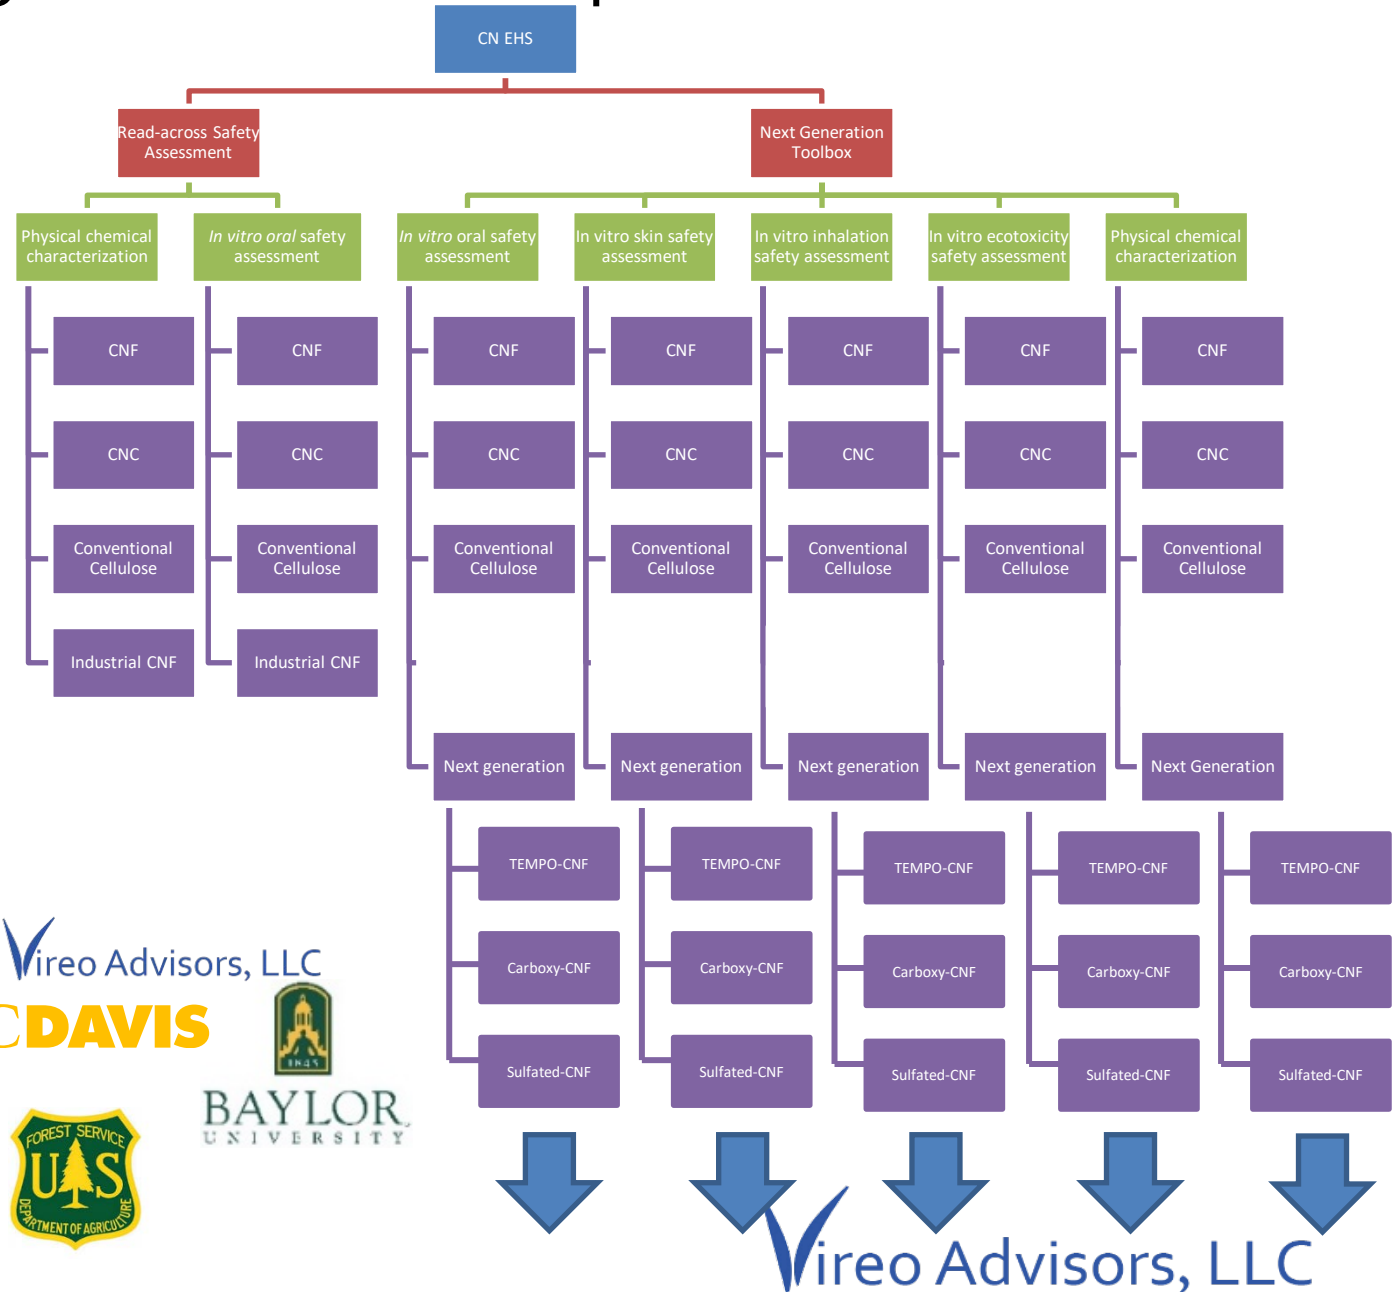 CN EHS
Read-across Safety
Assessment
Next Generation
Toolbox
Physical chemical
characterization
In vitro oral safety
assessment
In vitro oral safety
assessment
In vitro skin safety
assessment
In vitro inhalation
safety assessment
In vitro ecotoxicity
safety assessment
Physical chemical
characterization
CNF
CNF
CNF
CNF
CNF
CNF
CNF
CNC
CNC
CNC
CNC
CNC
CNC
CNC
Conventional
Cellulose
Conventional
Cellulose
Conventional
Cellulose
Conventional
Cellulose
Conventional
Cellulose
Conventional
Cellulose
Conventional
Cellulose
Industrial CNF
Industrial CNF
Next generation
Next generation
Next generation
Next generation
Next Generation
TEMPO-CNF
TEMPO-CNF
TEMPO-CNF
TEMPO-CNF
TEMPO-CNF
Carboxy-CNF
Carboxy-CNF
Carboxy-CNF
Carboxy-CNF
Carboxy-CNF
Sulfated-CNF
Sulfated-CNF
Sulfated-CNF
Sulfated-CNF
Sulfated-CNF
Vireo Advisors, LLC
CDAVIS
1845
BAYLOR
UNIVERSITY
FOREST SERVICE
UAS
DEPARTMENT OF AGRICULTURE
Vireo Advisors, LLC